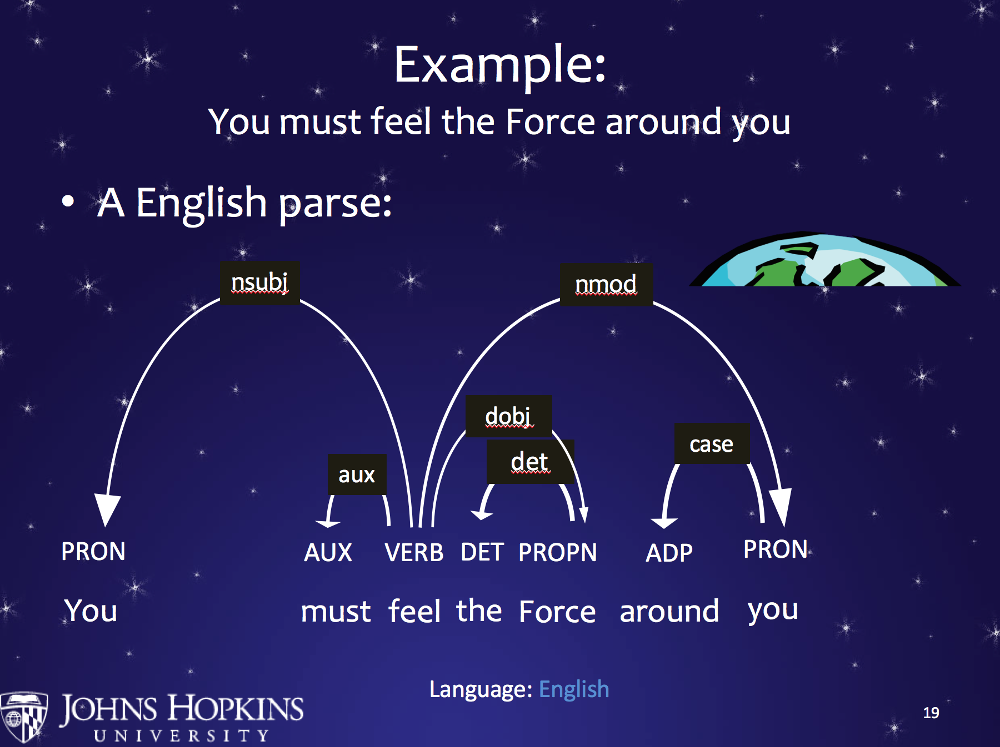 Example:
You must feel the Force around you
• A English parse:
nsubj
nmod
dobj
det
aux
case
PRON AUX VERB DET PROPN ADP PRON
You must feel the Force around you
Language: English
JOHNS HOPKINS
UNIVERSITY
19